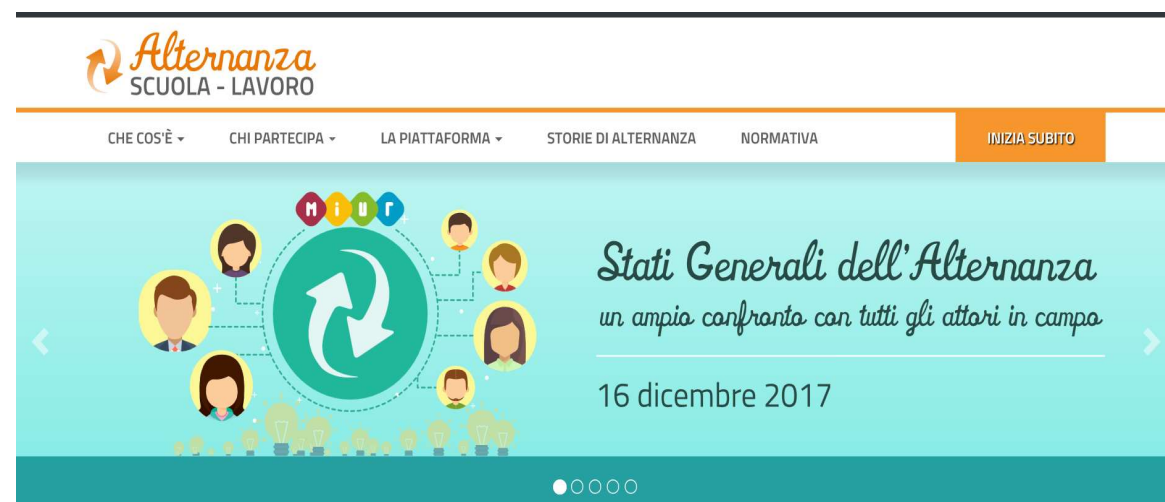 Alternanza
SCUOLA - LAVORO
CHE COS'È CHI PARTECIPA LA PIATTAFORMA STORIE DI ALTERNANZA NORMATIVA INIZIA SUBITO
MiUr
Stati Generali dell'Alternanza
un ampio confronto con tutti gli attori in campo
16 dicembre 2017